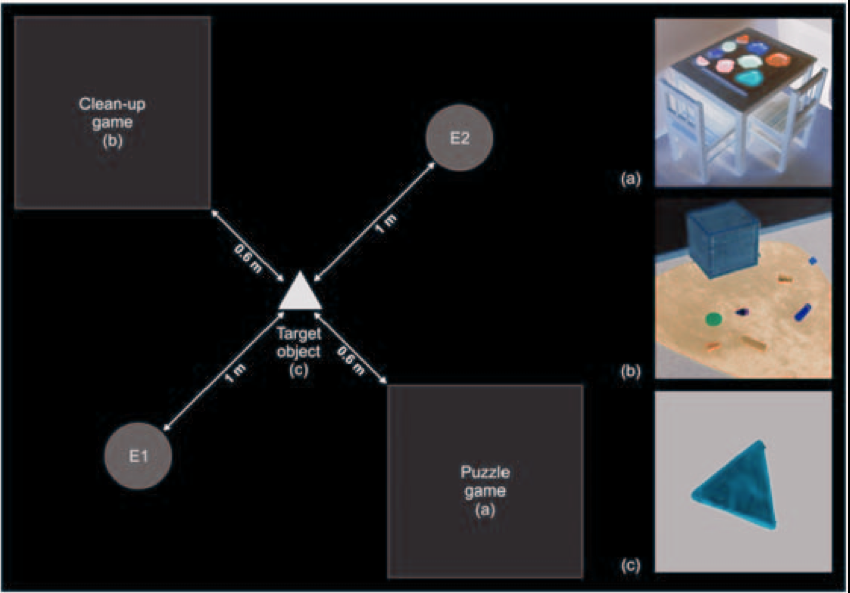 Clean-up
game
(b)
E2
(a)
0.6 m
1 m
Target
object
(c)
1 m
0.6 m
(b)
E1
Puzzle
game
(a)
(c)